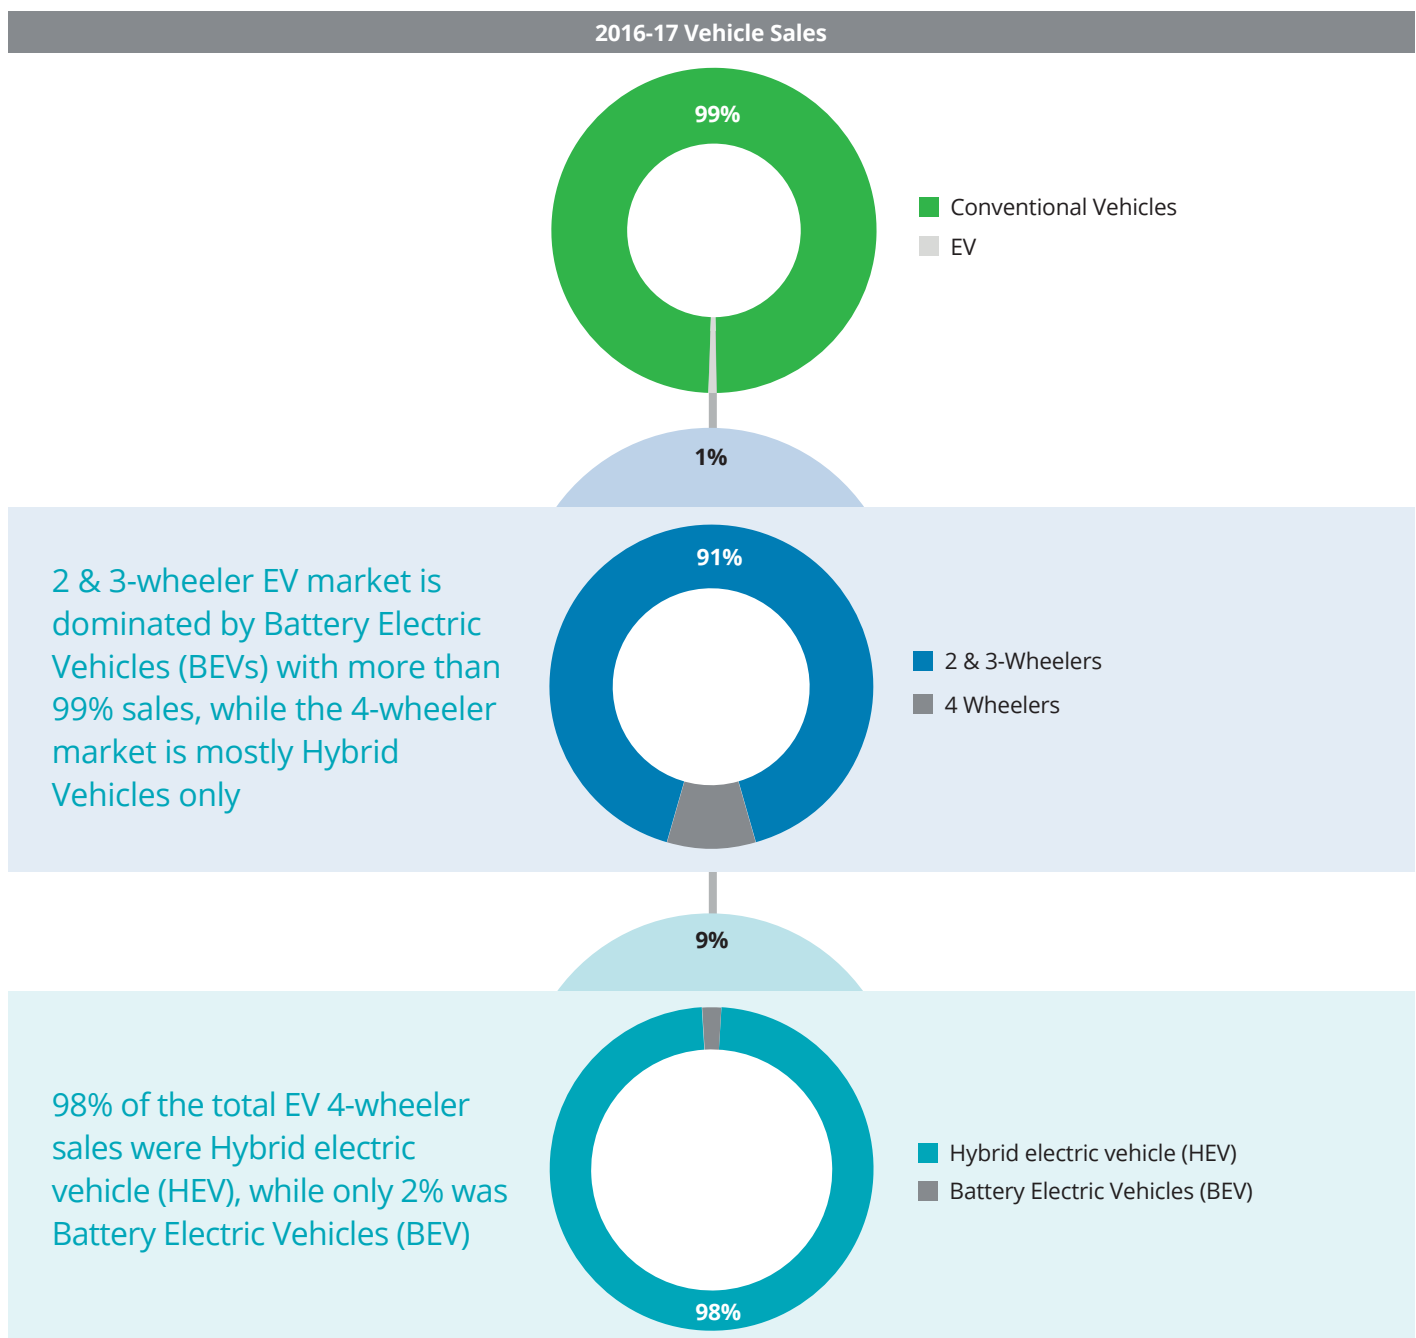 2016-17 Vehicle Sales
99%
Conventional Vehicles
EV
1%
91%
2 & 3-wheeler EV market is
dominated by Battery Electric
Vehicles (BEVs) with more than
99% sales, while the 4-wheeler
market is mostly Hybrid
Vehicles only
2 & 3-Wheelers
4 Wheelers
9%
98% of the total EV 4-wheeler
sales were Hybrid electric
vehicle (HEV), while only 2% was
Battery Electric Vehicles (BEV)
Hybrid electric vehicle (HEV)
Battery Electric Vehicles (BEV)
98%